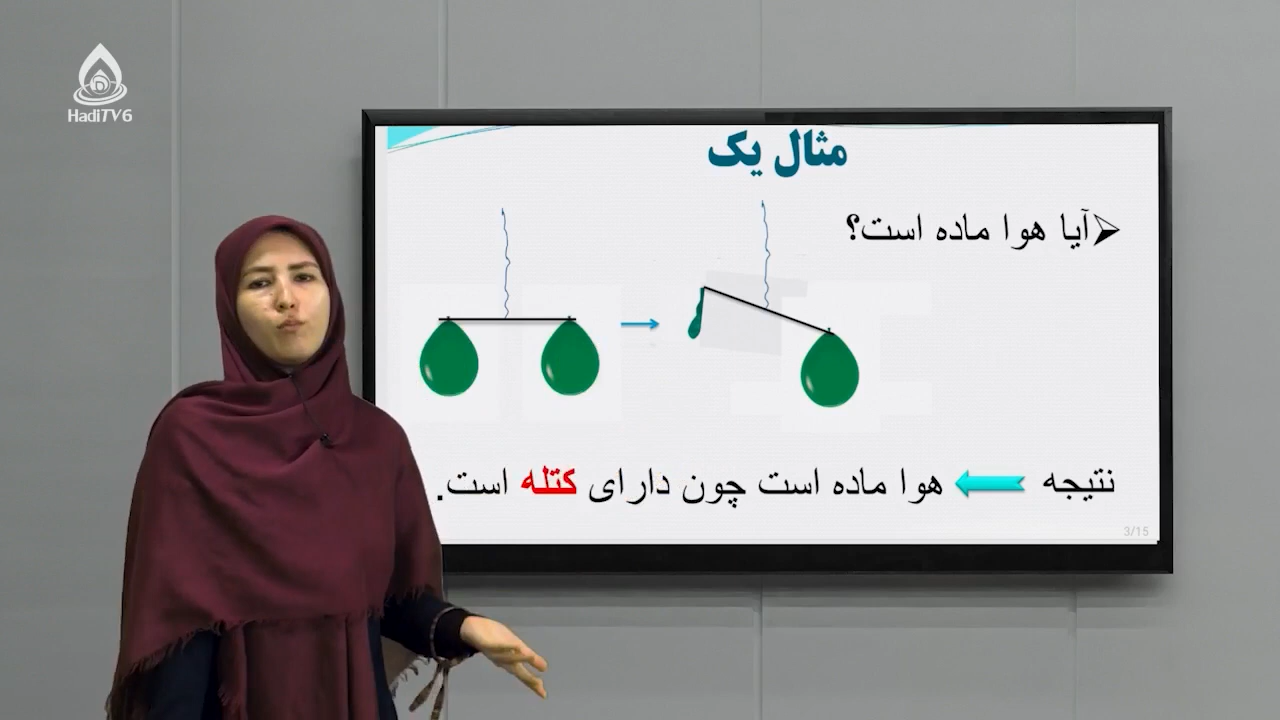 HadiTV6
مثال یک
آیا هوا ماده است؟
نتیجه هوا ماده است چون دارای کتله است.
3/15